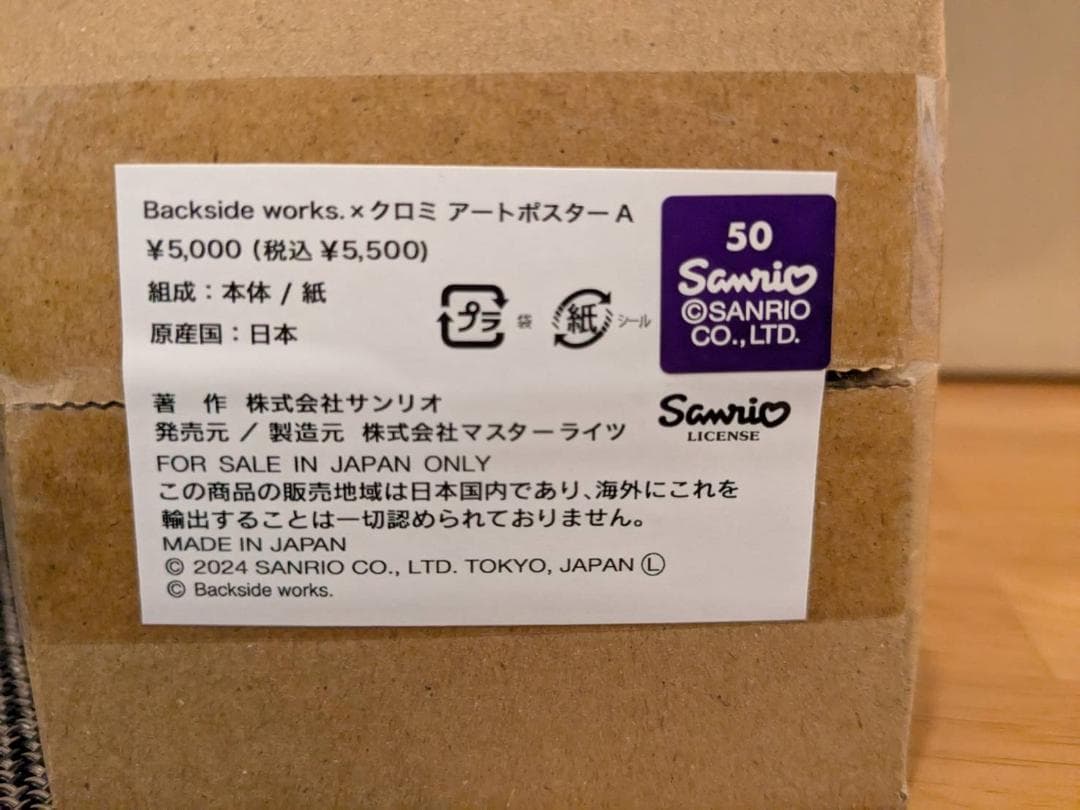 Backside works.×クロミ アートポスターA
¥5,000 (税込 ¥5,500)
組成：本体 / 紙
原産国：日本
プラ 袋 紙 シール
50
Sanrio
©SANRIO
CO., LTD.
著 作 株式会社サンリオ
発売元 / 製造元 株式会社マスターライツ
Sanrio
LICENSE
FOR SALE IN JAPAN ONLY
この商品の販売地域は日本国内であり、海外にこれを
輸出することは一切認められておりません。
MADE IN JAPAN
© 2024 SANRIO CO., LTD. TOKYO, JAPAN Ⓛ
© Backside works.